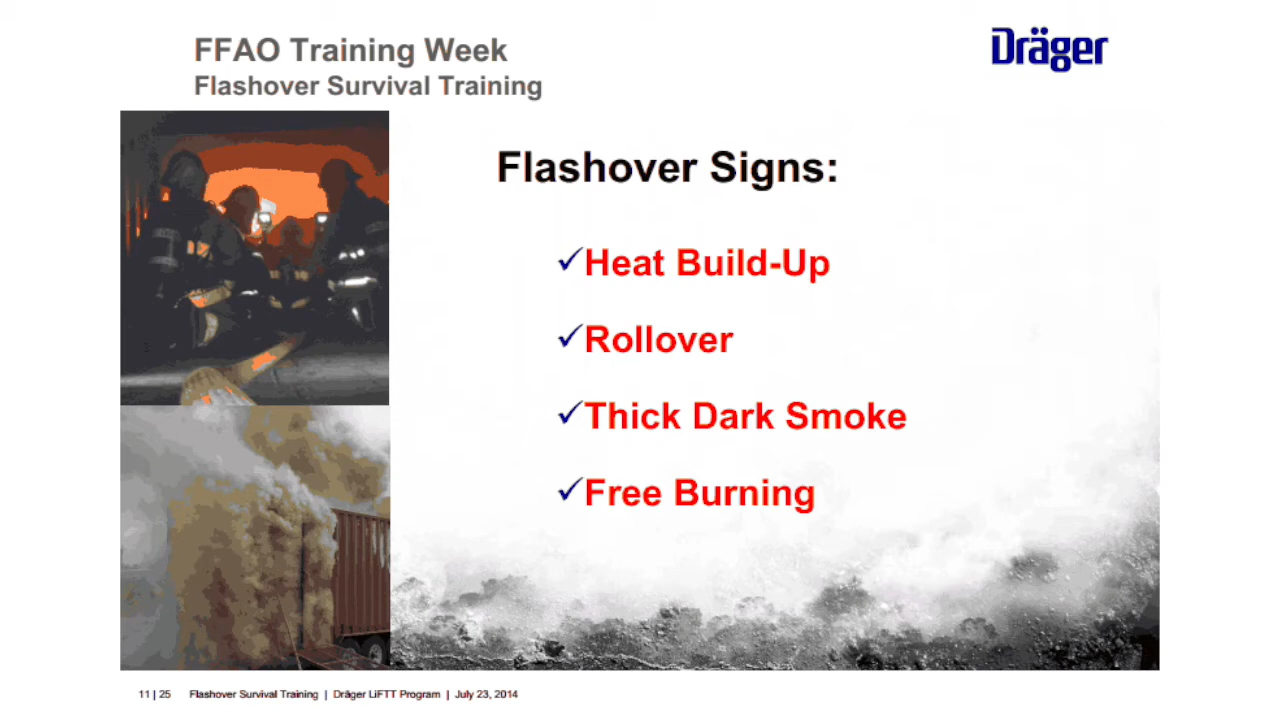 FFAO Training Week
Flashover Survival Training
Dräger
Flashover Signs:
✓Heat Build-Up
✓Rollover
✓Thick Dark Smoke
✓Free Burning
11 | 25 Flashover Survival Training | Dräger LiFTT Program | July 23, 2014